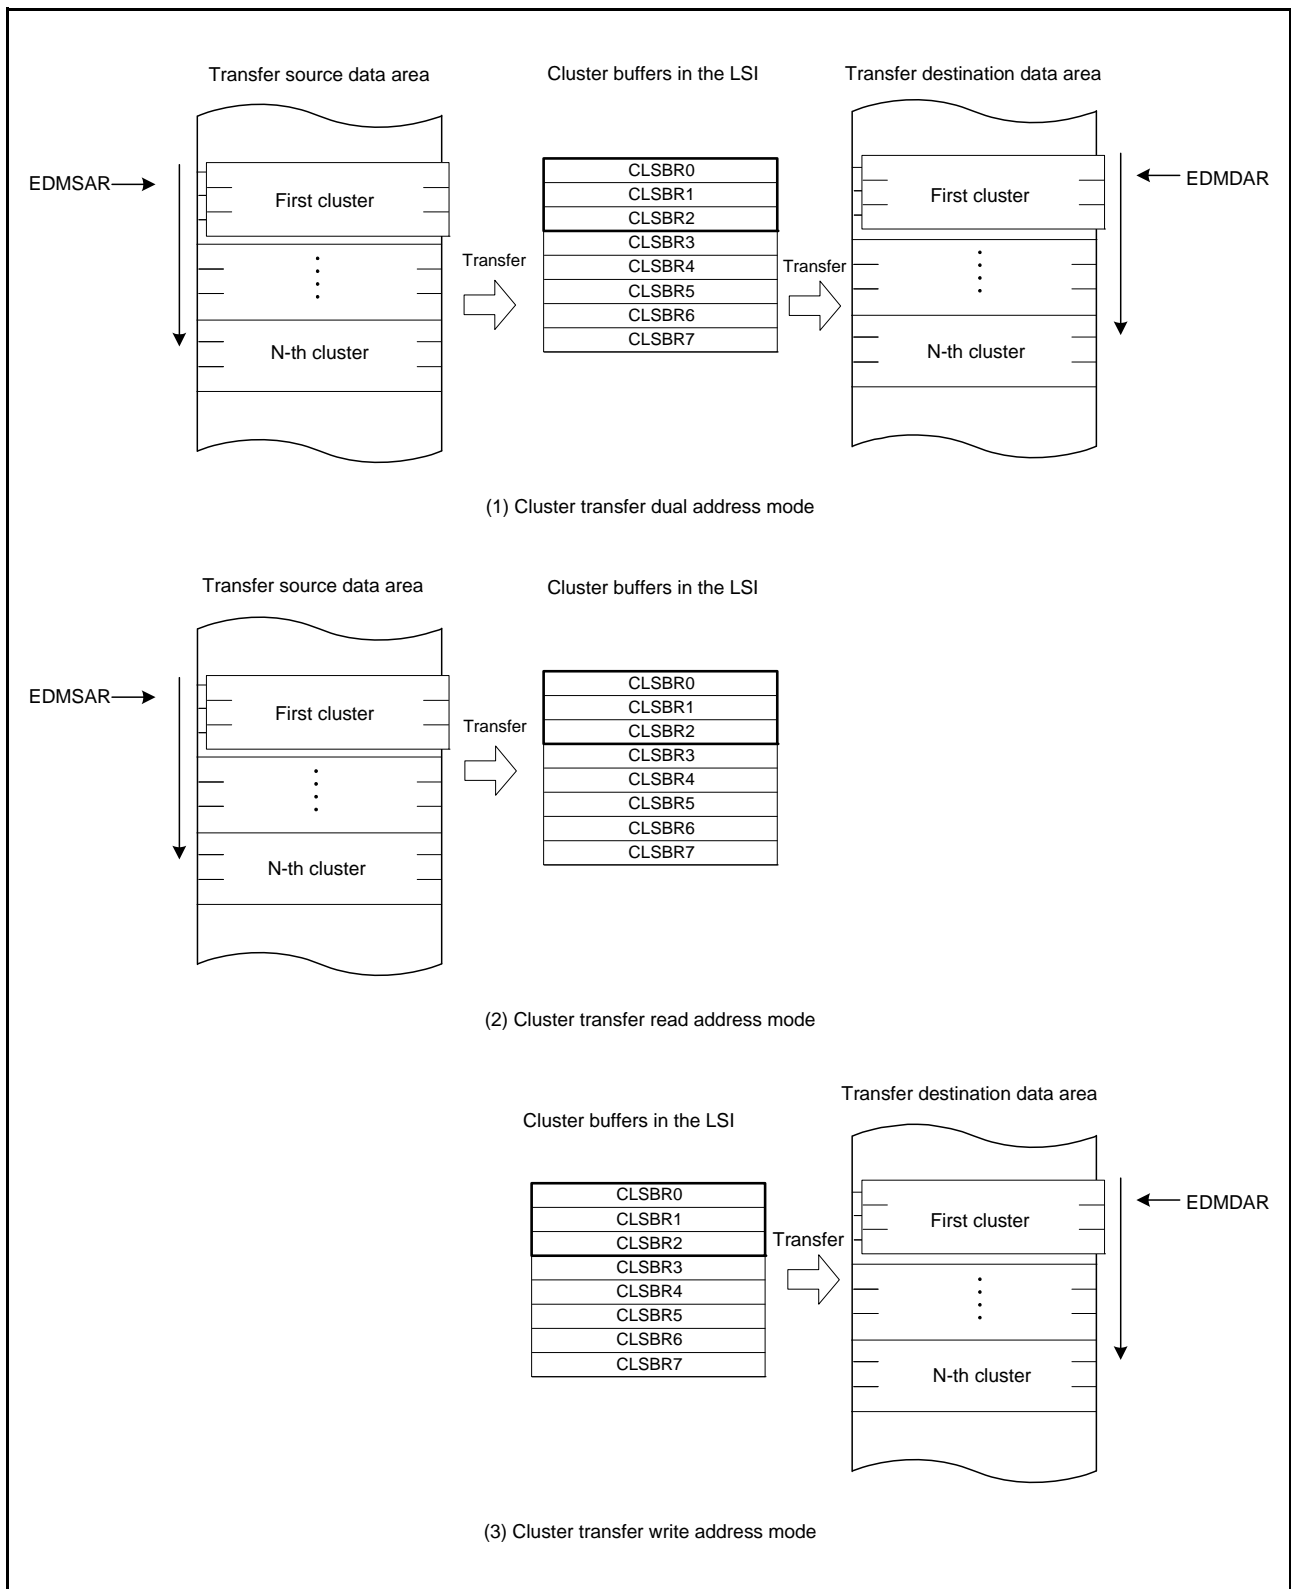 Transfer source data area
Cluster buffers in the LSI
Transfer destination data area
EDMSAR
First cluster
N-th cluster
Transfer
CLSBR0
CLSBR1
CLSBR2
CLSBR3
CLSBR4
CLSBR5
CLSBR6
CLSBR7
Transfer
First cluster
N-th cluster
EDMDAR
(1) Cluster transfer dual address mode
Transfer source data area
Cluster buffers in the LSI
EDMSAR
First cluster
N-th cluster
Transfer
CLSBR0
CLSBR1
CLSBR2
CLSBR3
CLSBR4
CLSBR5
CLSBR6
CLSBR7
(2) Cluster transfer read address mode
Cluster buffers in the LSI
Transfer destination data area
CLSBR0
CLSBR1
CLSBR2
CLSBR3
CLSBR4
CLSBR5
CLSBR6
CLSBR7
Transfer
First cluster
N-th cluster
EDMDAR
(3) Cluster transfer write address mode